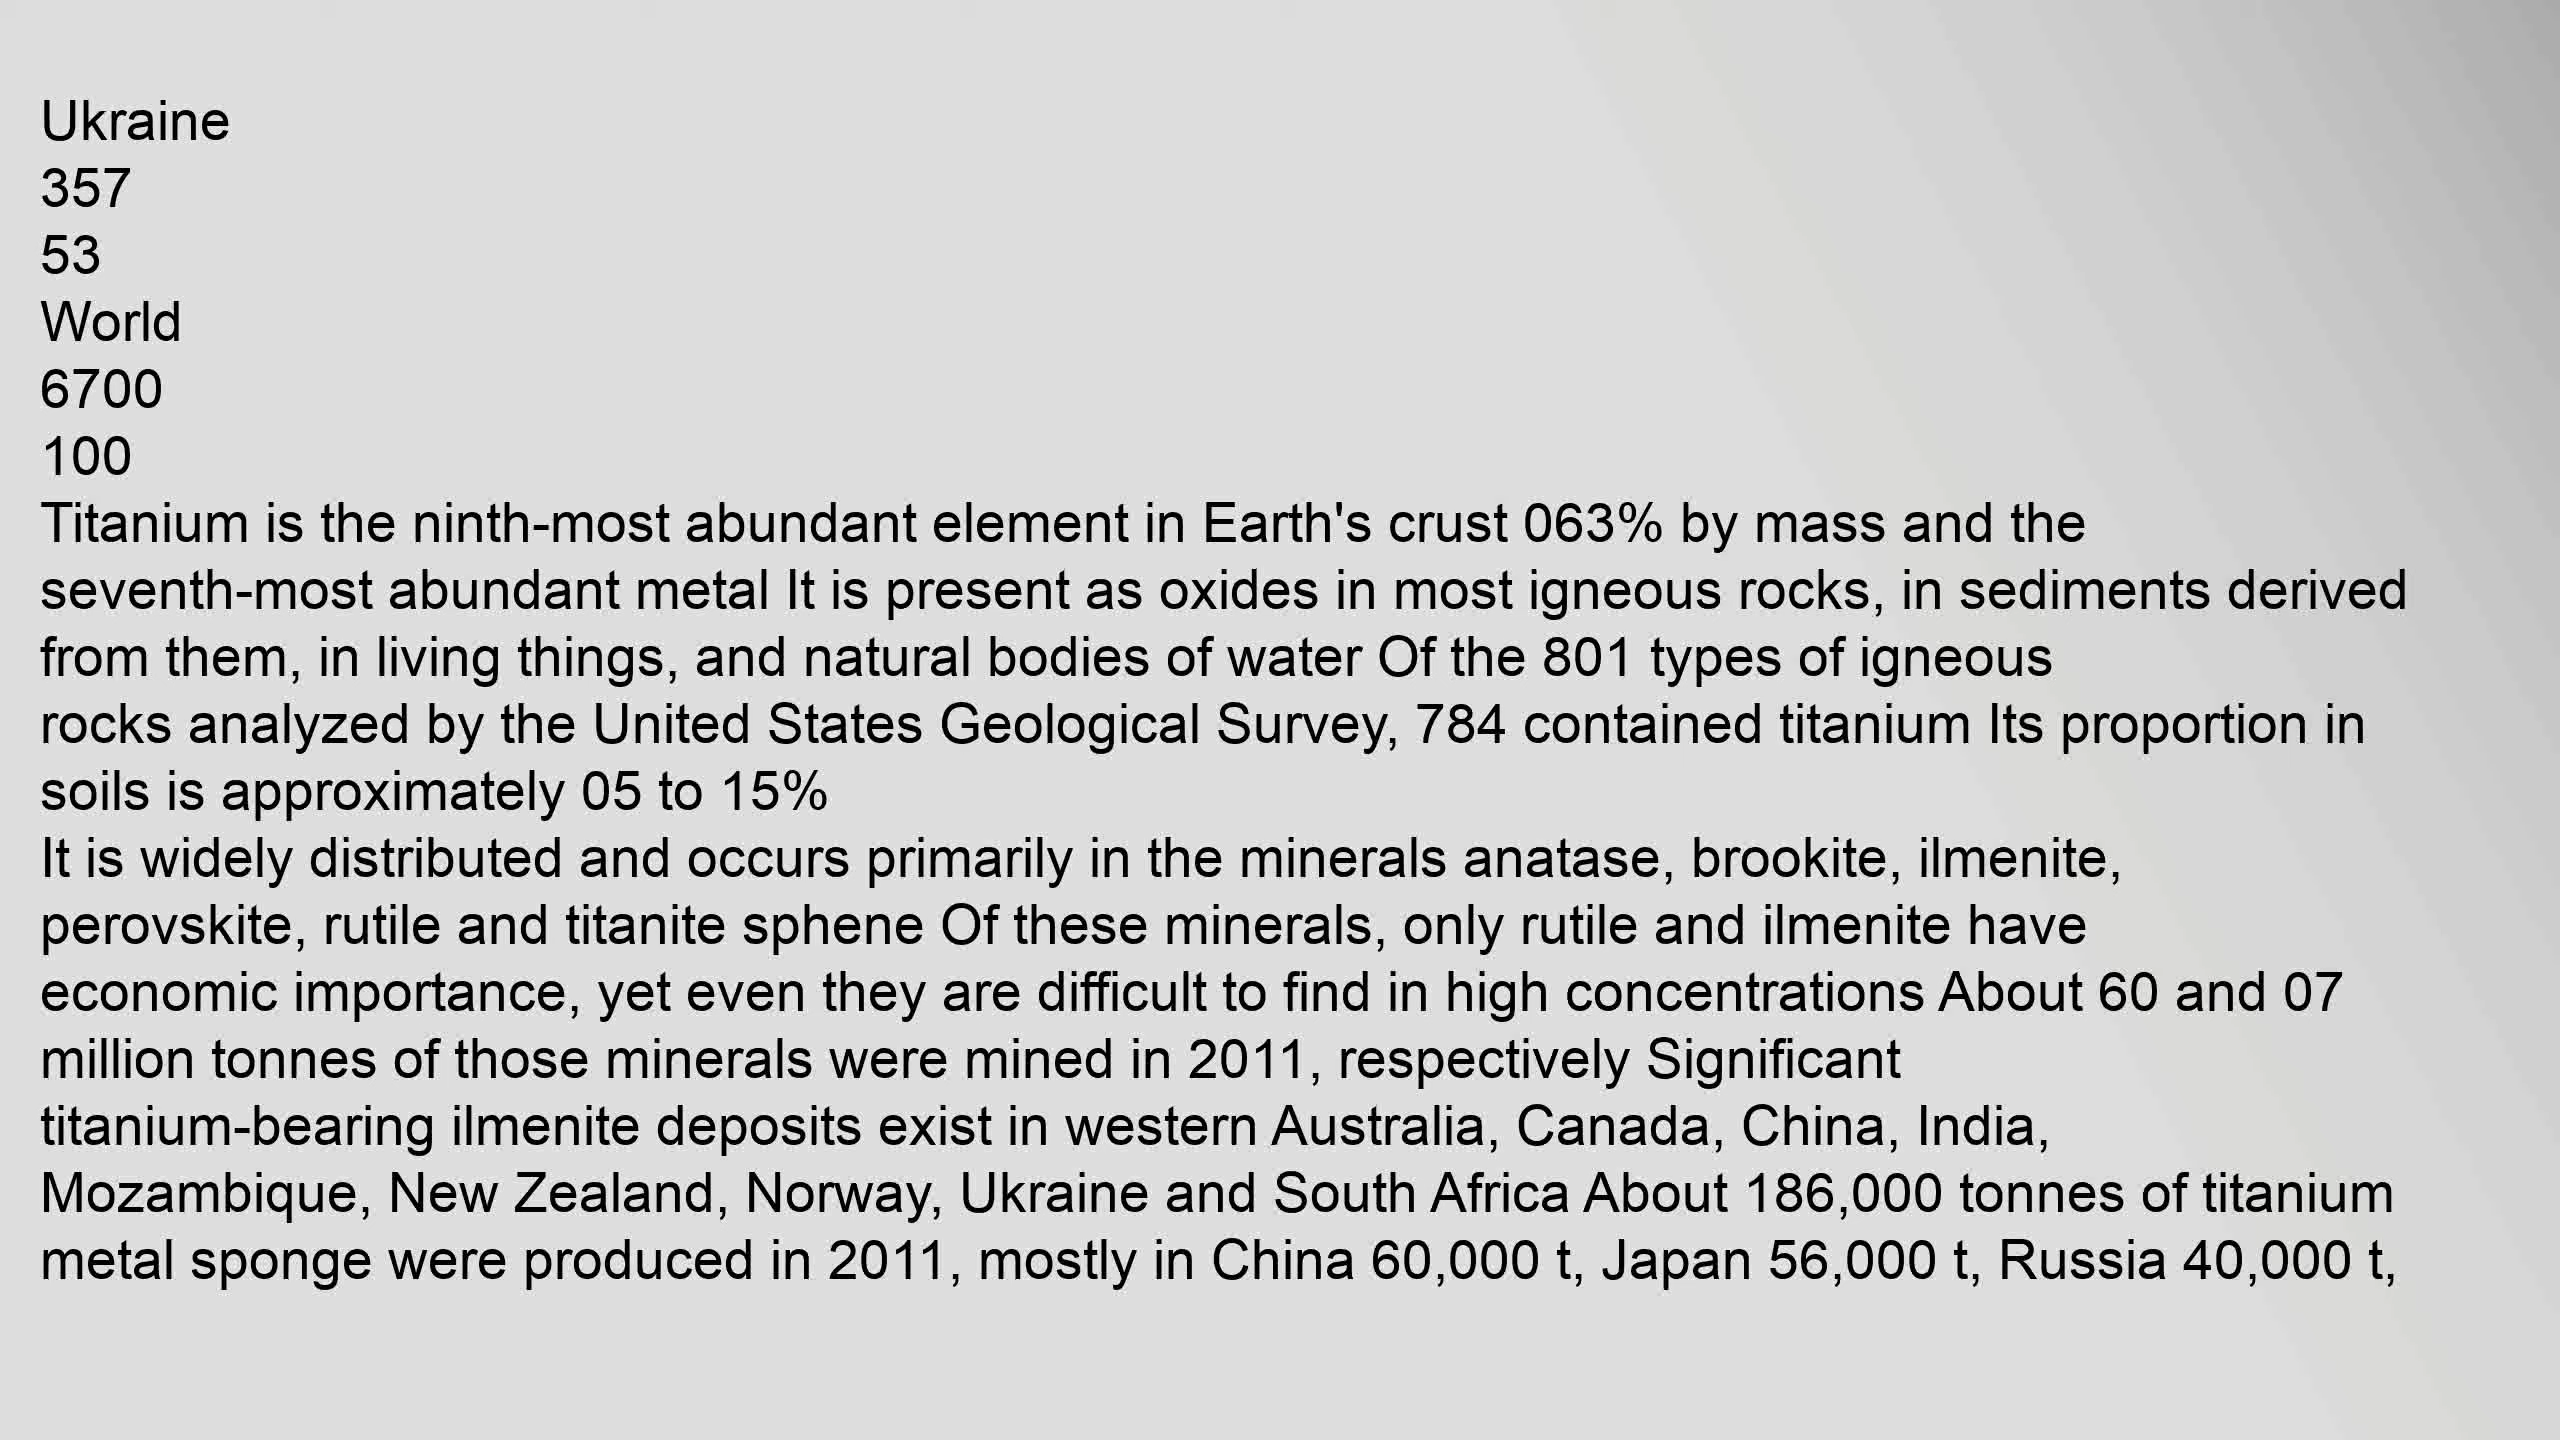 Ukraine
357
53
World
6700
100
Titanium is the ninth-most abundant element in Earth's crust 063% by mass and the
seventh-most abundant metal It is present as oxides in most igneous rocks, in sediments derived
from them, in living things, and natural bodies of water Of the 801 types of igneous
rocks analyzed by the United States Geological Survey, 784 contained titanium Its proportion in
soils is approximately 05 to 15%
It is widely distributed and occurs primarily in the minerals anatase, brookite, ilmenite,
perovskite, rutile and titanite sphene Of these minerals, only rutile and ilmenite have
economic importance, yet even they are difficult to find in high concentrations About 60 and 07
million tonnes of those minerals were mined in 2011, respectively Significant
titanium-bearing ilmenite deposits exist in western Australia, Canada, China, India,
Mozambique, New Zealand, Norway, Ukraine and South Africa About 186,000 tonnes of titanium
metal sponge were produced in 2011, mostly in China 60,000 t, Japan 56,000 t, Russia 40,000 t,